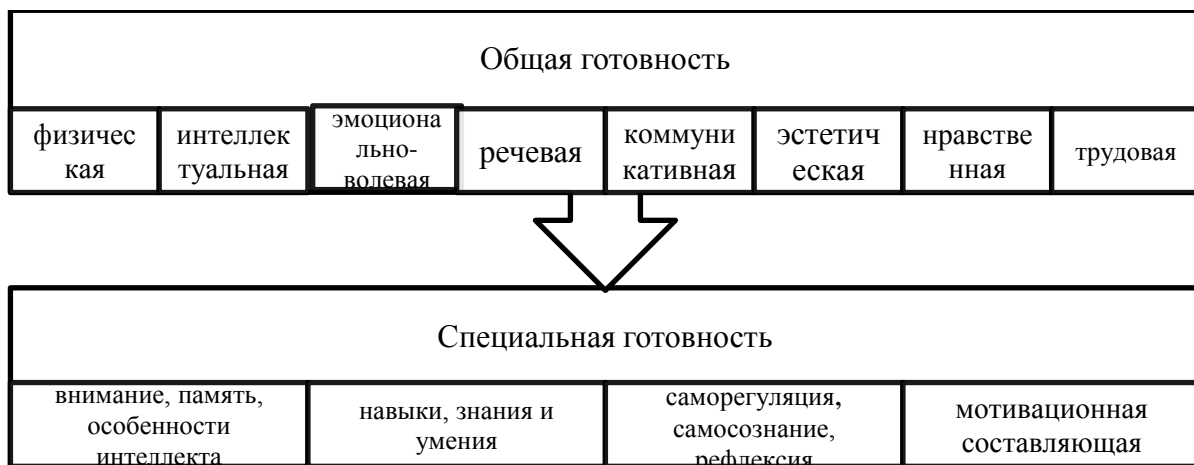 Общая готовность
физичес
кая
интеллек
туальная
эмоциона
льно-
волевая
речевая
коммуни
кативная
эстетич
еская
нравстве
нная
трудовая
Специальная готовность
внимание, память,
особенности
интеллекта
навыки, знания и
умения
саморегуляция,
самосознание,
рефлексия
мотивационная
составляющая